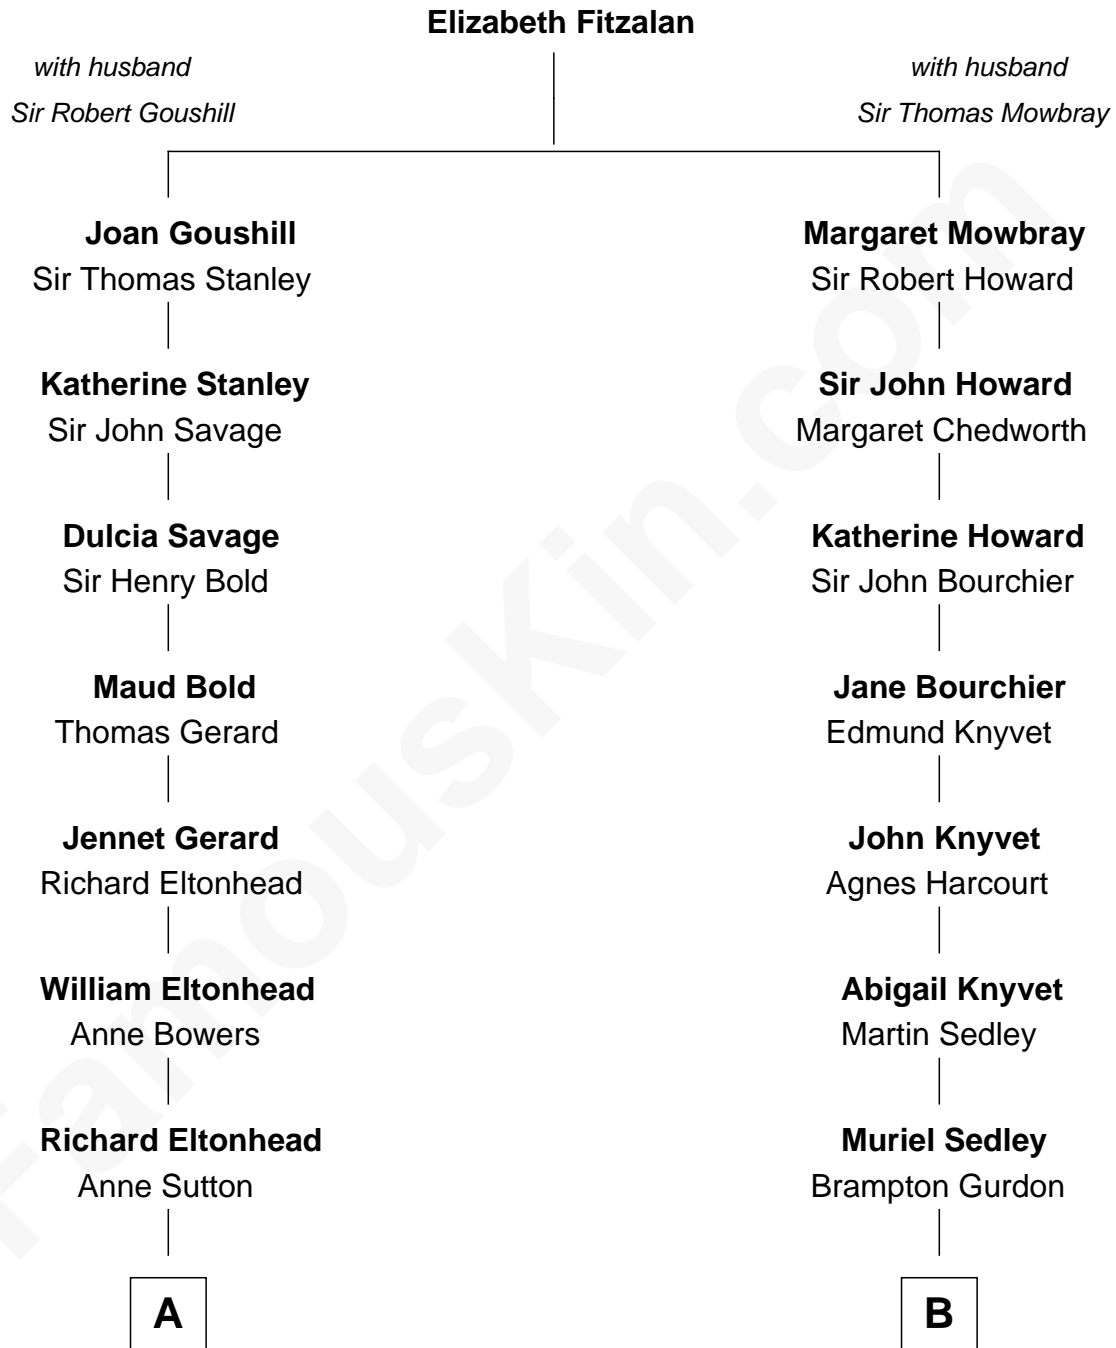 Elizabeth Fitzalan
with husband
Sir Robert Goushill
with husband
Sir Thomas Mowbray
Joan Goushill
Sir Thomas Stanley
Margaret Mowbray
Sir Robert Howard
Katherine Stanley
Sir John Savage
Sir John Howard
Margaret Chedworth
Dulcia Savage
Sir Henry Bold
Katherine Howard
Sir John Bourchier
Maud Bold
Thomas Gerard
Jane Bourchier
Edmund Knyvet
Jennet Gerard
Richard Eltonhead
John Knyvet
Agnes Harcourt
William Eltonhead
Anne Bowers
Abigail Knyvet
Martin Sedley
Richard Eltonhead
Anne Sutton
Muriel Sedley
Brampton Gurdon
A
B
FamousKin.com